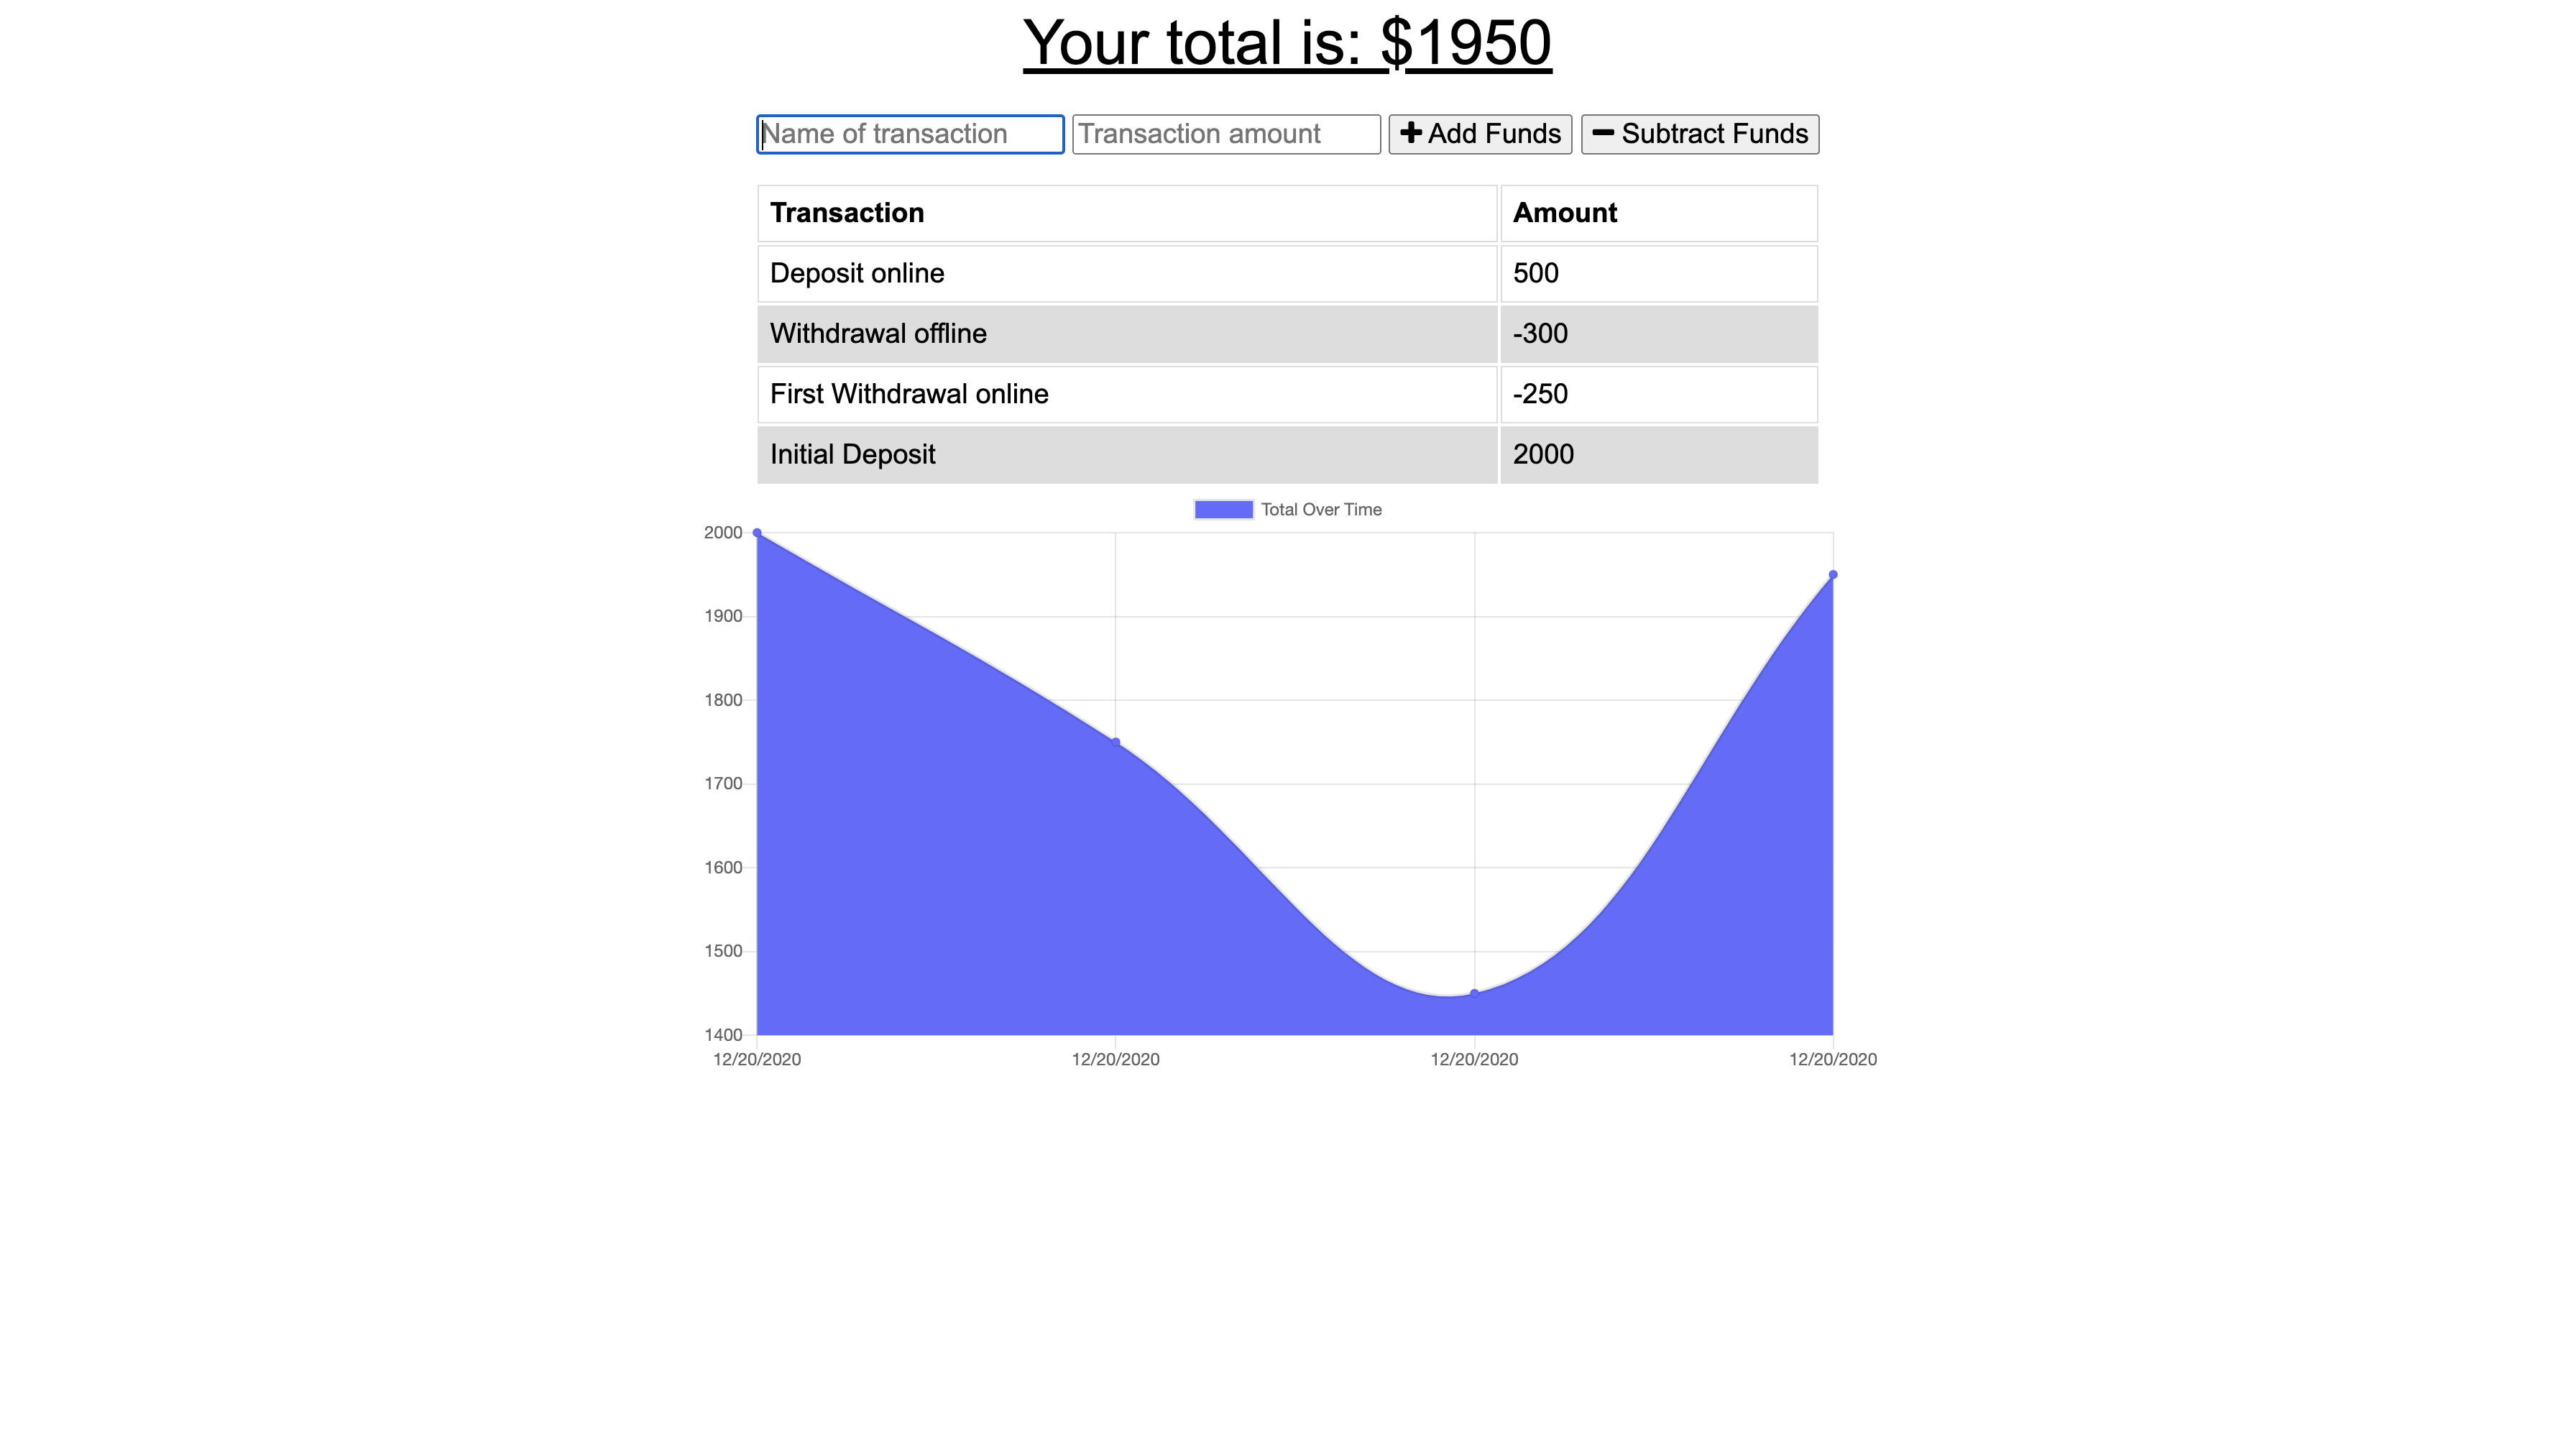 Your total is: $1950
Name of transaction Transaction amount Add Funds Subtract Funds
Transaction Amount
Deposit online 500
Withdrawal offline -300
First Withdrawal online -250
Initial Deposit 2000
Total Over Time
2000
1900
1800
1700
1600
1500
1400
12/20/2020 12/20/2020 12/20/2020 12/20/2020